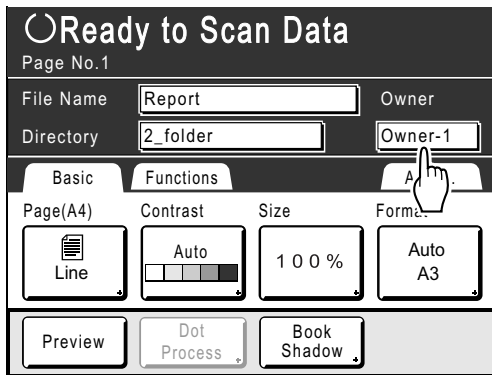 Ready to Scan Data
Page No.1
File Name Report Owner
Directory 2_folder Owner-1
Basic Functions
Page(A4) Contrast Size Format
Line Auto 100% Auto
A3
Preview Dot
Process Book
Shadow